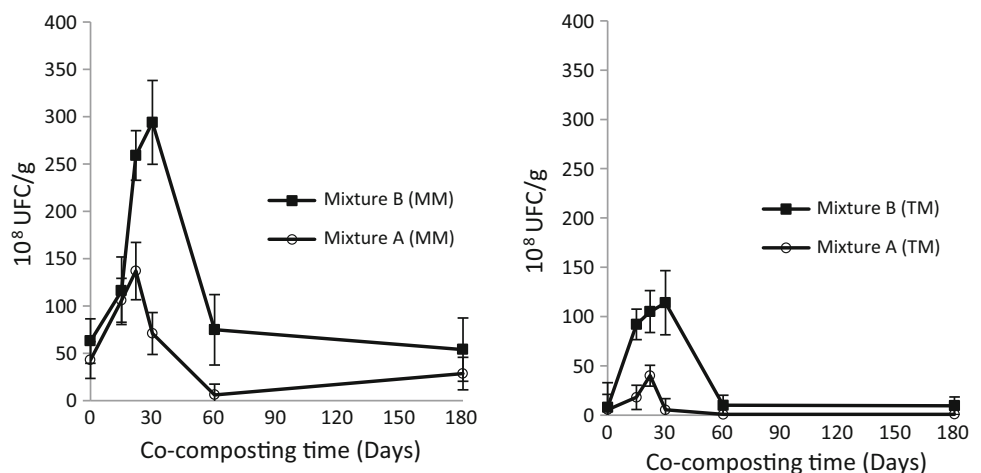 400
350
300
250
200
150
100
50
0
10⁸ UFC/g
Mixture B (MM)
Mixture A (MM)
0 30 60 90 120 150 180
Co-composting time (Days)
400
350
300
250
200
150
100
50
0
10⁸ UFC/g
Mixture B (TM)
Mixture A (TM)
0 30 60 90 120 150 180
Co-composting time (Days)